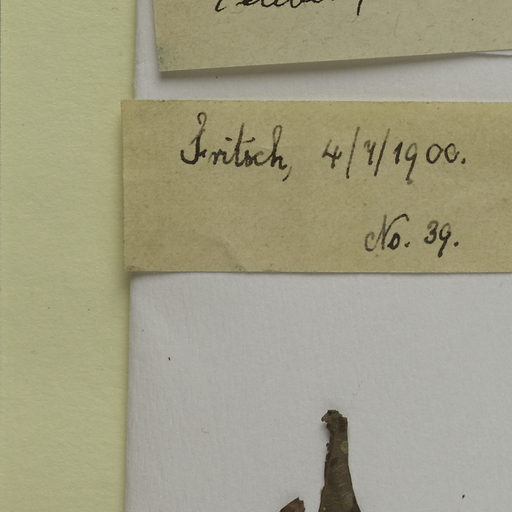 Fritsch, 4/7/1900.
No. 39.